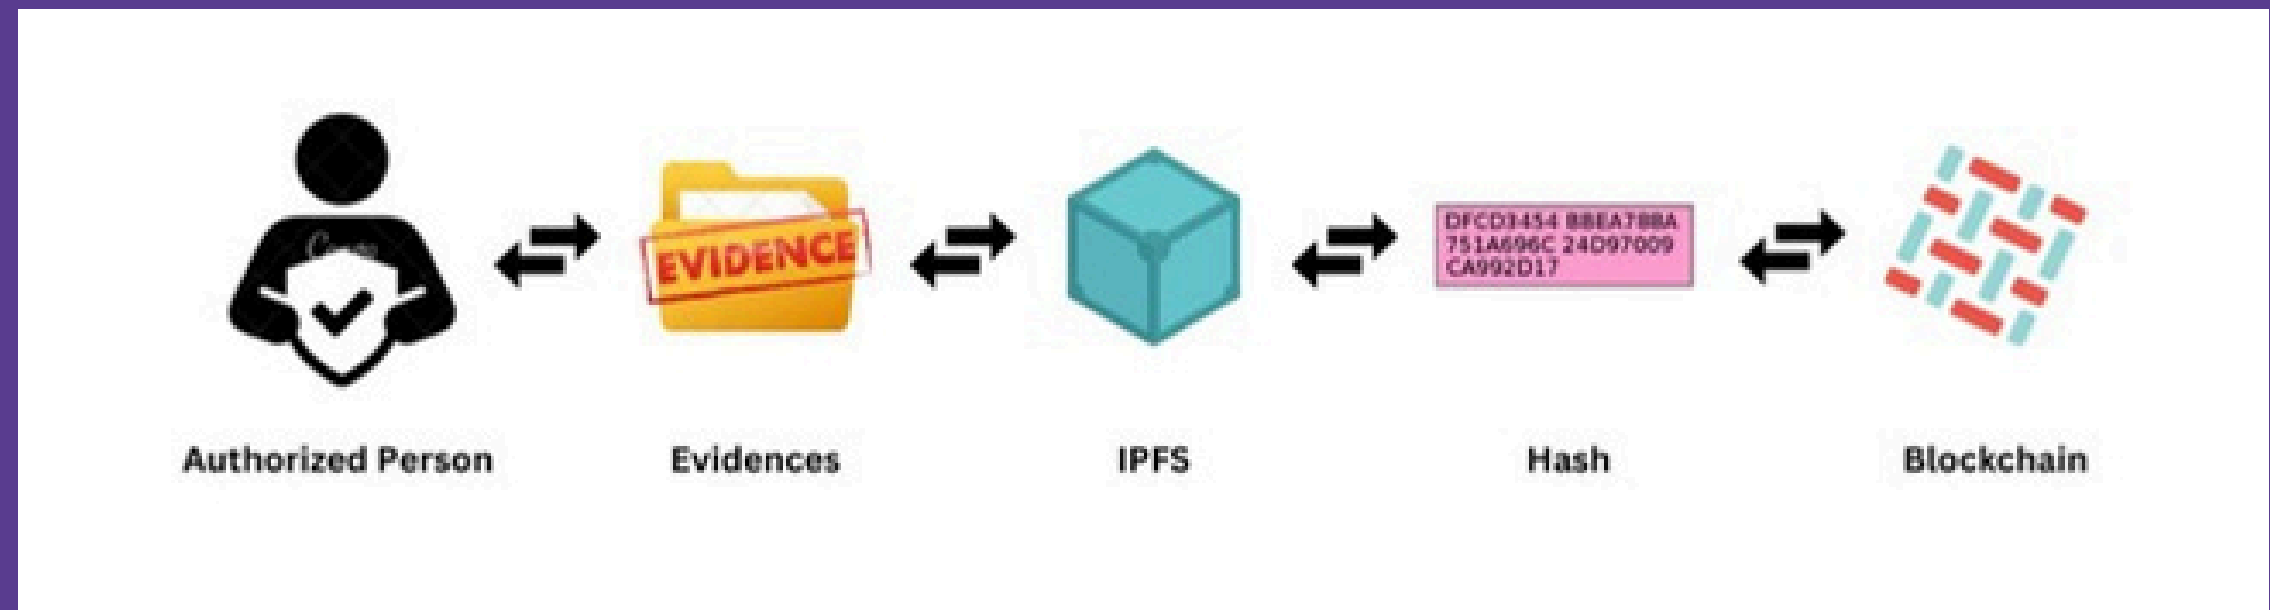 EVIDENCE
DFCD3454 BBEA788A
751A696C 24D97009
CA992D17
Authorized Person
Evidences
IPFS
Hash
Blockchain